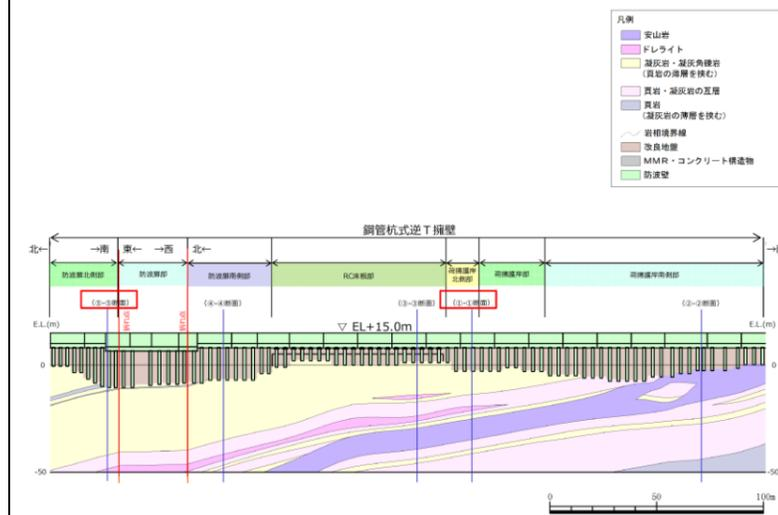 凡例
安山岩
ドレライト
凝灰岩・凝灰角礫岩
(頁岩の薄層を挟む)
頁岩・凝灰岩の互層
頁岩
(凝灰岩の薄層を挟む)
岩相境界線
改良地盤
MMR・コンクリート構造物
防波壁
鋼管杭式逆T擁壁
北← →南 東← →西 北←
防波扉北側部 防波扉部 防波扉南側部 RC床板部 荷揚護岸北側部 荷揚護岸部 荷揚護岸南側部
(⑤-⑤断面) (④-④断面) (③-③断面) (①-①断面) (②-②断面)
E.L.(m) ▽ EL+15.0m E.L.(m)
0 0
-50 -50
0 50 100m